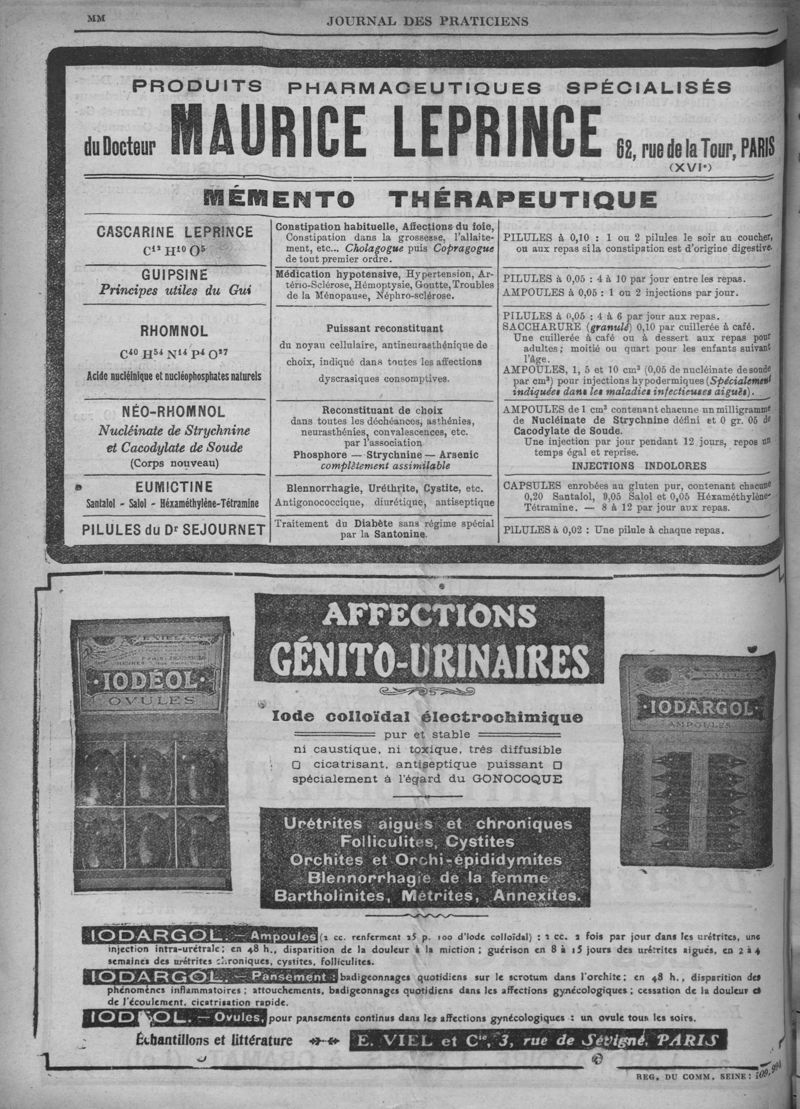 MM
JOURNAL DES PRATICIENS
PRODUITS PHARMACEUTIQUES SPÉCIALISÉS
du Docteur MAURICE LEPRINCE 62, rue de la Tour, PARIS
(XVIᵉ)
MÉMENTO THÉRAPEUTIQUE
CASCARINE LEPRINCE
C¹² H¹⁰ O⁵
Constipation habituelle, Affections du foie,
Constipation dans la grossesse, l'allaite-
ment, etc... Cholagogue puis Copragogue
de tout premier ordre.
PILULES à 0,10 : 1 ou 2 pilules le soir au coucher,
ou aux repas si la constipation est d'origine digestive.
GUIPSINE
Principes utiles du Gui
Médication hypotensive, Hypertension, Ar-
tério-Sclérose, Hémoptysie, Goutte, Troubles
de la Ménopause, Néphro-sclérose.
PILULES à 0,05 : 4 à 10 par jour entre les repas.
AMPOULES à 0,05 : 1 ou 2 injections par jour.
RHOMNOL
C⁴⁰ H⁵⁴ N¹⁴ P⁴ O²⁷
Acide nucléinique et nucléophosphates naturels
Puissant reconstituant
du noyau cellulaire, antineurasthénique de
choix, indiqué dans toutes les affections
dyscrasiques consomptives.
PILULES à 0,05 : 4 à 6 par jour aux repas.
SACCHARURE (granulé) 0,10 par cuillerée à café.
Une cuillerée à café ou à dessert aux repas pour
adultes; moitié ou quart pour les enfants suivant
l'âge.
AMPOULES, 1, 5 et 10 cm³ (0,05 de nucléinate de soude
par cm³) pour injections hypodermiques (Spécialement
indiquées dans les maladies infectieuses aiguës).
NÉO-RHOMNOL
Nucléinate de Strychnine
et Cacodylate de Soude
(Corps nouveau)
Reconstituant de choix
dans toutes les déchéances, asthénies,
neurasthénies, convalescences, etc.
par l'association
Phosphore — Strychnine — Arsenic
complètement assimilable
AMPOULES de 1 cm³ contenant chacune un milligramme
de Nucléinate de Strychnine défini et 0 gr. 05 de
Cacodylate de Soude.
Une injection par jour pendant 12 jours, repos un
temps égal et reprise.
INJECTIONS INDOLORES
EUMICTINE
Santalol - Salol - Héxaméthylène-Tétramine
Blennorrhagie, Uréthrite, Cystite, etc.
Antigonococcique, diurétique, antiseptique
CAPSULES enrobées au gluten pur, contenant chacune
0,20 Santalol, 0,05 Salol et 0,05 Héxaméthylène-
Tétramine. — 8 à 12 par jour aux repas.
PILULES du Dʳ SEJOURNET
Traitement du Diabète sans régime spécial
par la Santonine.
PILULES à 0,02 : Une pilule à chaque repas.
AFFECTIONS
GÉNITO-URINAIRES
IODÉOL
OVULES
IODARGOL
AMPOULES
Iode colloïdal électrochimique
pur et stable
ni caustique, ni toxique, très diffusible
cicatrisant, antiseptique puissant
spécialement à l'égard du GONOCOQUE
Urétrites aiguës et chroniques
Folliculites, Cystites
Orchites et Orchi-épididymites
Blennorrhagie de la femme
Bartholinites, Métrites, Annexites.
IODARGOL. — Ampoules (1 cc. renferment 25 p. 100 d'Iode colloïdal) : 1 cc. 2 fois par jour dans les urétrites, une
injection intra-urétrale; en 48 h., disparition de la douleur à la miction; guérison en 8 à 15 jours des urétrites aiguës, en 2 à 4
semaines des urétrites chroniques, cystites, folliculites.
IODARGOL. — Pansement : badigeonnages quotidiens sur le scrotum dans l'orchite; en 48 h., disparition des
phénomènes inflammatoires; attouchements, badigeonnages quotidiens dans les affections gynécologiques; cessation de la douleur et
de l'écoulement, cicatrisation rapide.
IODÉOL. — Ovules, pour pansements continus dans les affections gynécologiques : un ovule tous les soirs.
Échantillons et littérature E. VIEL et Cⁱᵉ, 3, rue de Sévigné, PARIS
REG. DU COMM. SEINE : 109.994